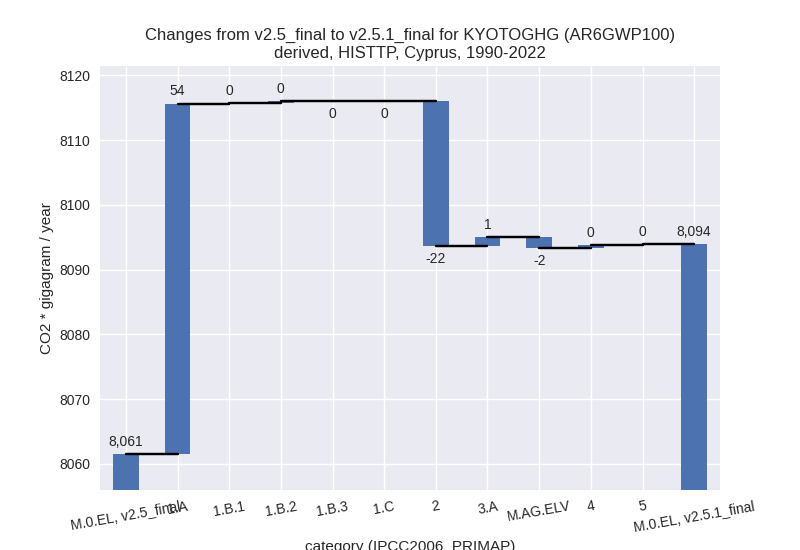 Changes from v2.5_final to v2.5.1_final for KYOTOGHG (AR6GWP100)
derived, HISTTP, Cyprus, 1990-2022
CO2 * gigagram / year
8120
8110
8100
8090
8080
8070
8060
8,061
54
0
0
0
0
-22
1
-2
0
0
8,094
M.0.EL, v2.5_final
1.A
1.B.1
1.B.2
1.B.3
1.C
2
3.A
M.AG.ELV
4
5
M.0.EL, v2.5.1_final
category (IPCC2006_PRIMAP)